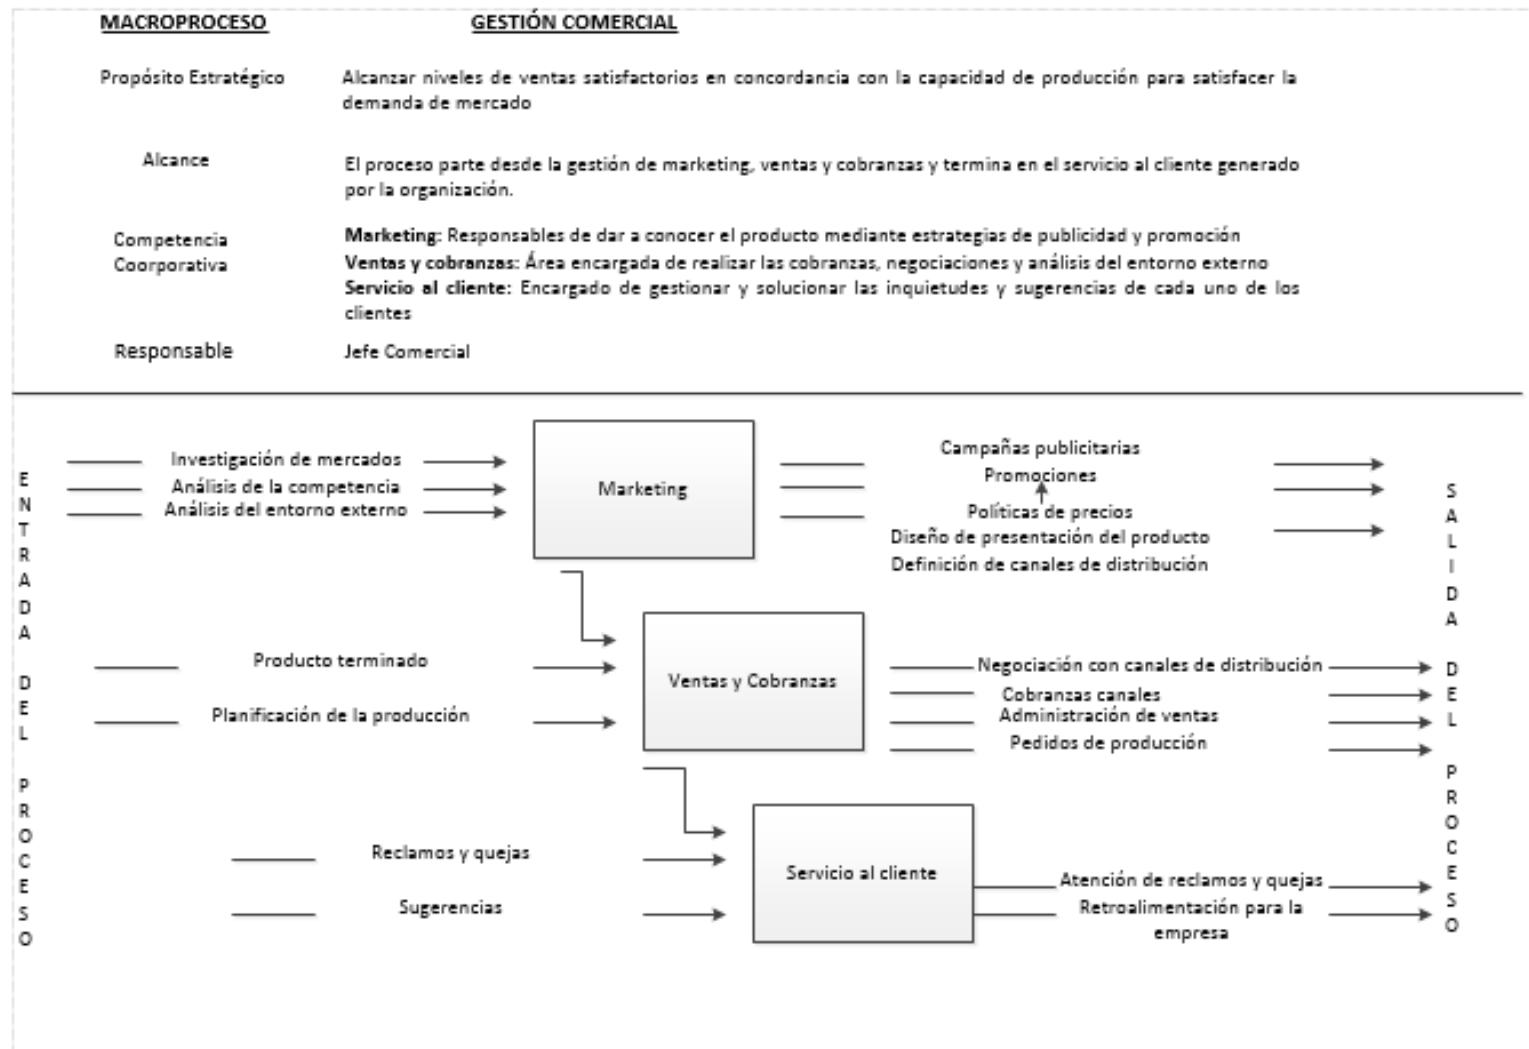 MACROPROCESO GESTIÓN COMERCIAL
Propósito Estratégico Alcanzar niveles de ventas satisfactorios en concordancia con la capacidad de producción para satisfacer la
demanda de mercado
Alcance El proceso parte desde la gestión de marketing, ventas y cobranzas y termina en el servicio al cliente generado
por la organización.
Competencia
Coorporativa
Marketing: Responsables de dar a conocer el producto mediante estrategias de publicidad y promoción
Ventas y cobranzas: Área encargada de realizar las cobranzas, negociaciones y análisis del entorno externo
Servicio al cliente: Encargado de gestionar y solucionar las inquietudes y sugerencias de cada uno de los
clientes
Responsable Jefe Comercial
ENTRADA DEL PROCESO
Investigación de mercados
Análisis de la competencia
Análisis del entorno externo
Marketing
Campañas publicitarias
Promociones
Políticas de precios
Diseño de presentación del producto
Definición de canales de distribución
Producto terminado
Planificación de la producción
Ventas y Cobranzas
Negociación con canales de distribución
Cobranzas canales
Administración de ventas
Pedidos de producción
Reclamos y quejas
Sugerencias
Servicio al cliente
Atención de reclamos y quejas
Retroalimentación para la
empresa
SALIDA DEL PROCESO